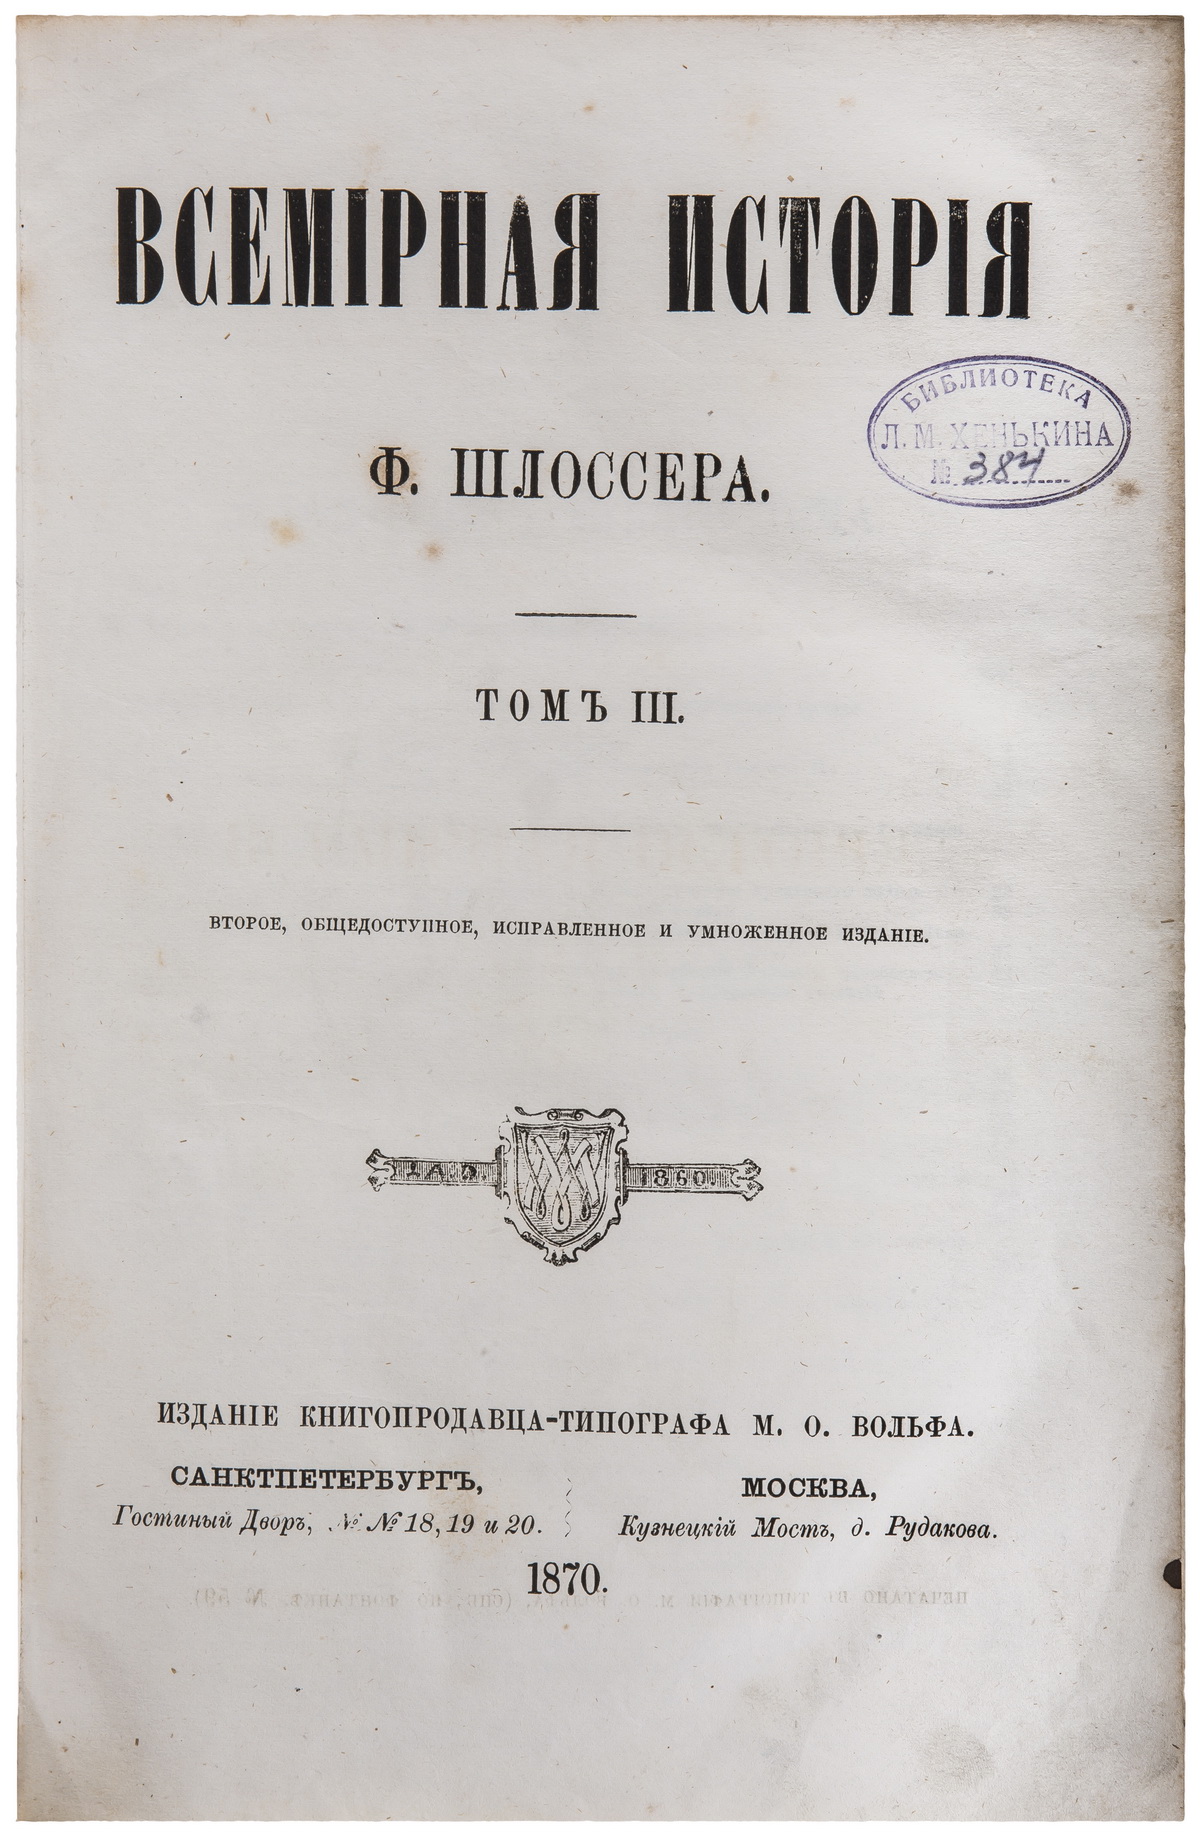 ВСЕМІРНАЯ ИСТОРІЯ
БИБЛИОТЕКА
Л. М. ХЕНЬКИНА
№ 384
Ф. ШЛОССЕРА.
ТОМЪ III.
ВТОРОЕ, ОБЩЕДОСТУПНОЕ, ИСПРАВЛЕННОЕ И УМНОЖЕННОЕ ИЗДАНІЕ.
1860.
ИЗДАНІЕ КНИГОПРОДАВЦА-ТИПОГРАФА М. О. ВОЛЬФА.
САНКТПЕТЕРБУРГЪ,
Гостиный Дворъ, №№ 18, 19 и 20.
МОСКВА,
Кузнецкій Мостъ, д. Рудакова.
1870.